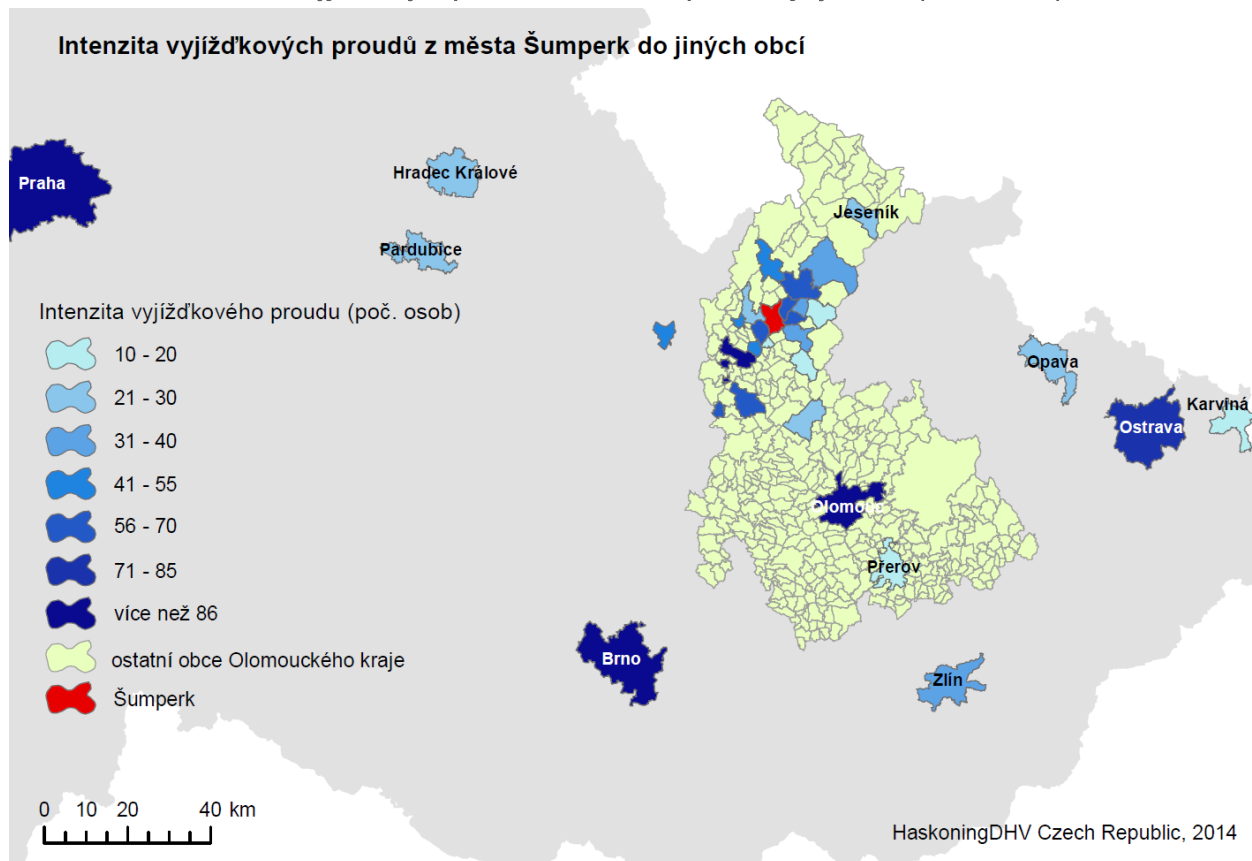 Intenzita vyjížďkových proudů z města Šumperk do jiných obcí
Praha
Hradec Králové
Jeseník
Pardubice
Intenzita vyjížďkového proudu (poč. osob)
10 - 20
21 - 30
31 - 40
41 - 55
56 - 70
71 - 85
více než 86
ostatní obce Olomouckého kraje
Šumperk
Opava
Karviná
Ostrava
Olomouc
Přerov
Brno
Zlín
0 10 20 40 km
HaskoningDHV Czech Republic, 2014